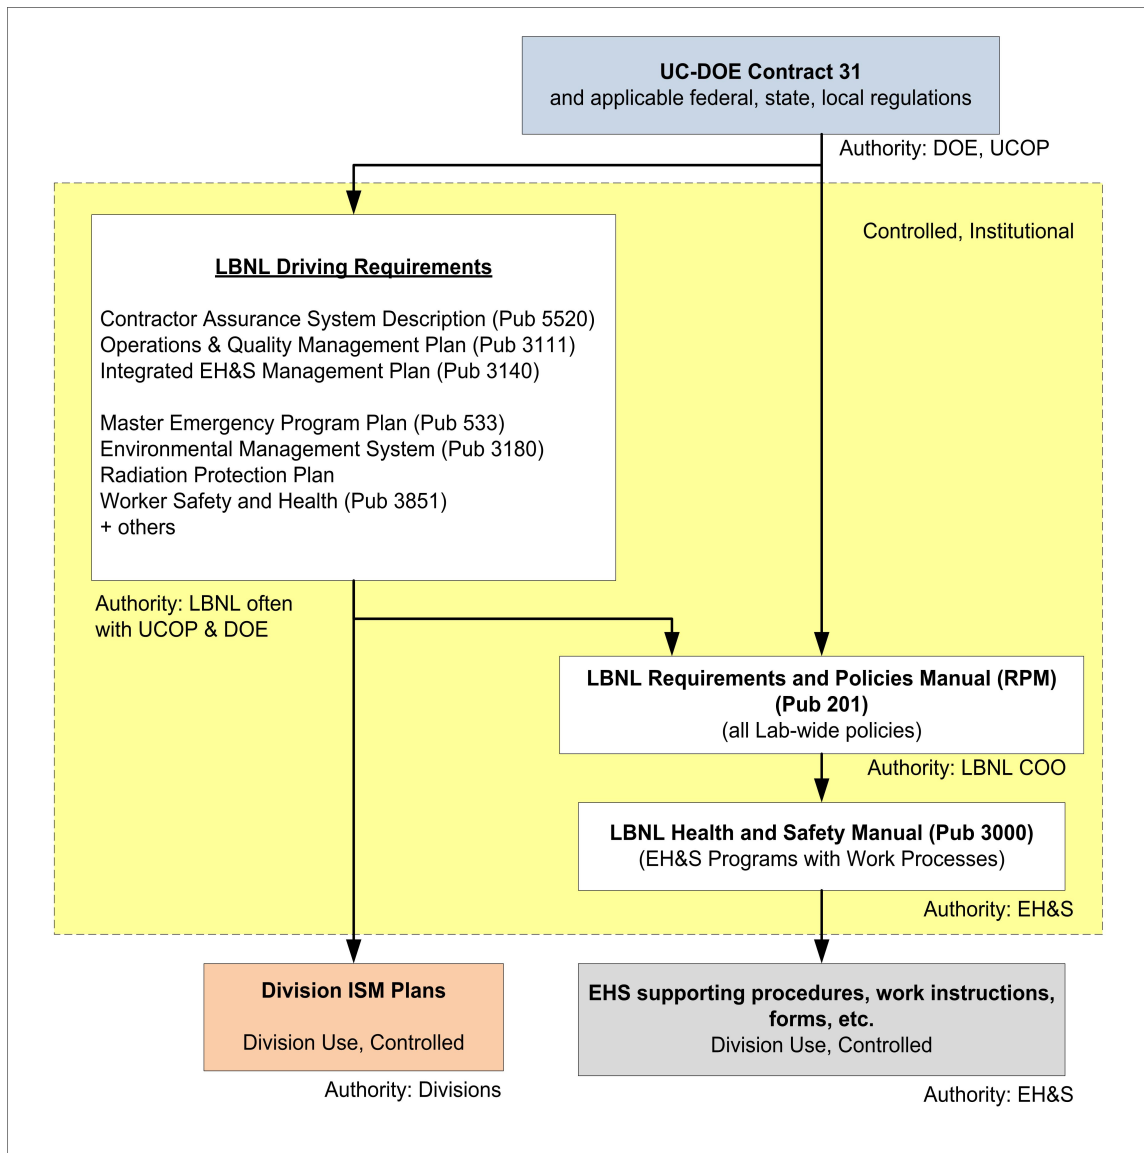 UC-DOE Contract 31
and applicable federal, state, local regulations
Authority: DOE, UCOP
Controlled, Institutional
LBNL Driving Requirements
Contractor Assurance System Description (Pub 5520)
Operations & Quality Management Plan (Pub 3111)
Integrated EH&S Management Plan (Pub 3140)
Master Emergency Program Plan (Pub 533)
Environmental Management System (Pub 3180)
Radiation Protection Plan
Worker Safety and Health (Pub 3851)
+ others
Authority: LBNL often
with UCOP & DOE
LBNL Requirements and Policies Manual (RPM)
(Pub 201)
(all Lab-wide policies)
Authority: LBNL COO
LBNL Health and Safety Manual (Pub 3000)
(EH&S Programs with Work Processes)
Authority: EH&S
Division ISM Plans
Division Use, Controlled
Authority: Divisions
EHS supporting procedures, work instructions,
forms, etc.
Division Use, Controlled
Authority: EH&S